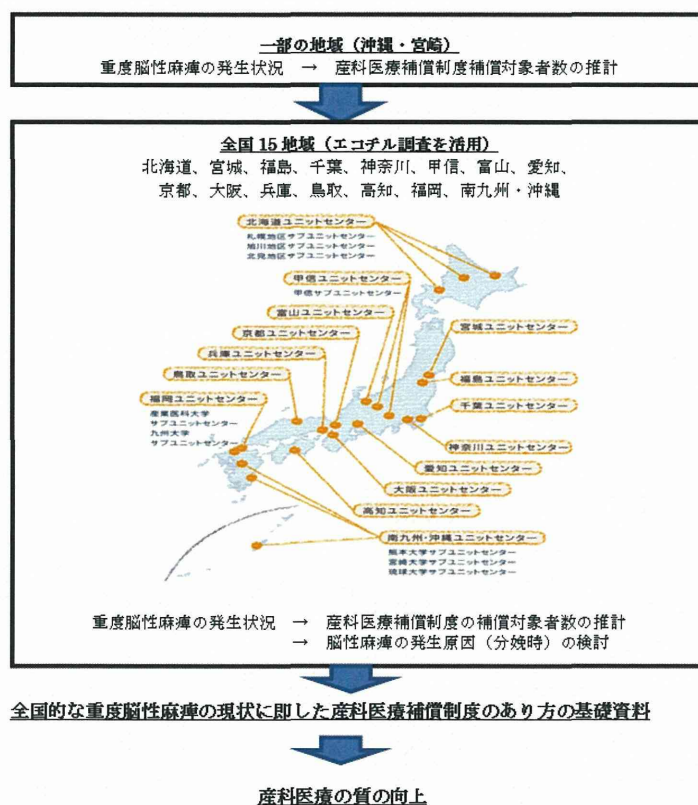 一部の地域（沖縄・宮崎）
重度脳性麻痺の発生状況 → 産科医療補償制度補償対象者数の推計
全国15地域（エコチル調査を活用）
北海道、宮城、福島、千葉、神奈川、甲信、富山、愛知、
京都、大阪、兵庫、鳥取、高知、福岡、南九州・沖縄
北海道ユニットセンター
札幌地区サブユニットセンター
旭川地区サブユニットセンター
北見地区サブユニットセンター
甲信ユニットセンター
甲信サブユニットセンター
富山ユニットセンター
京都ユニットセンター
宮城ユニットセンター
兵庫ユニットセンター
鳥取ユニットセンター
福島ユニットセンター
福岡ユニットセンター
産業医科大学
サブユニットセンター
九州大学
サブユニットセンター
千葉ユニットセンター
神奈川ユニットセンター
愛知ユニットセンター
大阪ユニットセンター
高知ユニットセンター
南九州・沖縄ユニットセンター
熊本大学サブユニットセンター
宮崎大学サブユニットセンター
琉球大学サブユニットセンター
重度脳性麻痺の発生状況 → 産科医療補償制度の補償対象者数の推計
→ 脳性麻痺の発生原因（分娩時）の検討
全国的な重度脳性麻痺の現状に即した産科医療補償制度のあり方の基礎資料
産科医療の質の向上